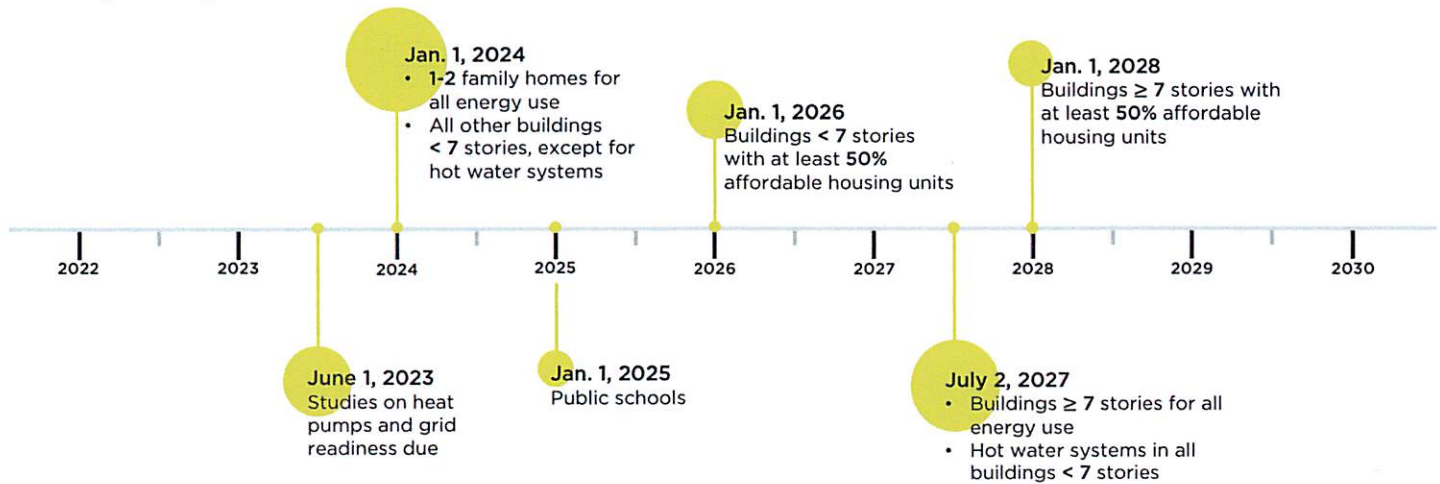 Jan. 1, 2024
• 1-2 family homes for
all energy use
• All other buildings
< 7 stories, except for
hot water systems
Jan. 1, 2026
Buildings < 7 stories
with at least 50%
affordable housing units
Jan. 1, 2028
Buildings ≥ 7 stories with
at least 50% affordable
housing units
2022
2023
2024
2025
2026
2027
2028
2029
2030
June 1, 2023
Studies on heat
pumps and grid
readiness due
Jan. 1, 2025
Public schools
July 2, 2027
• Buildings ≥ 7 stories for all
energy use
• Hot water systems in all
buildings < 7 stories